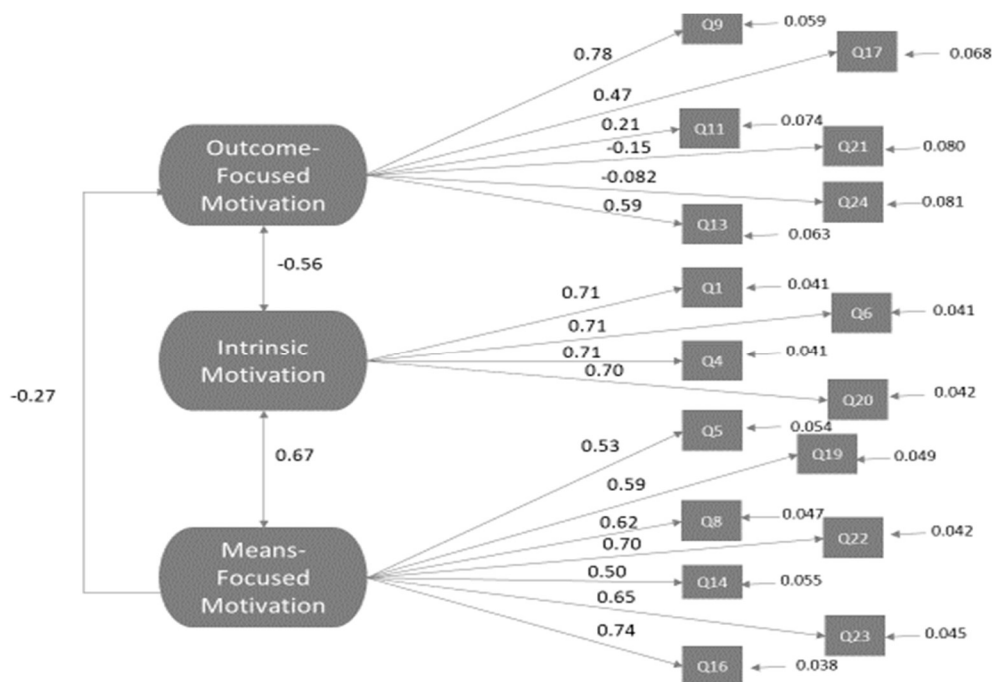 Q9
0.059
0.78
Q17
0.068
0.47
0.21
Q11
0.074
-0.15
Q21
0.080
Outcome-
Focused
Motivation
-0.082
Q24
0.081
0.59
Q13
0.063
-0.56
0.71
Q1
0.041
0.71
Q6
0.041
Intrinsic
Motivation
0.71
Q4
0.041
0.70
Q20
0.042
-0.27
0.67
0.53
Q5
0.054
0.59
Q19
0.049
0.62
Q8
0.047
0.70
Q22
0.042
Means-
Focused
Motivation
0.50
Q14
0.055
0.65
Q23
0.045
0.74
Q16
0.038